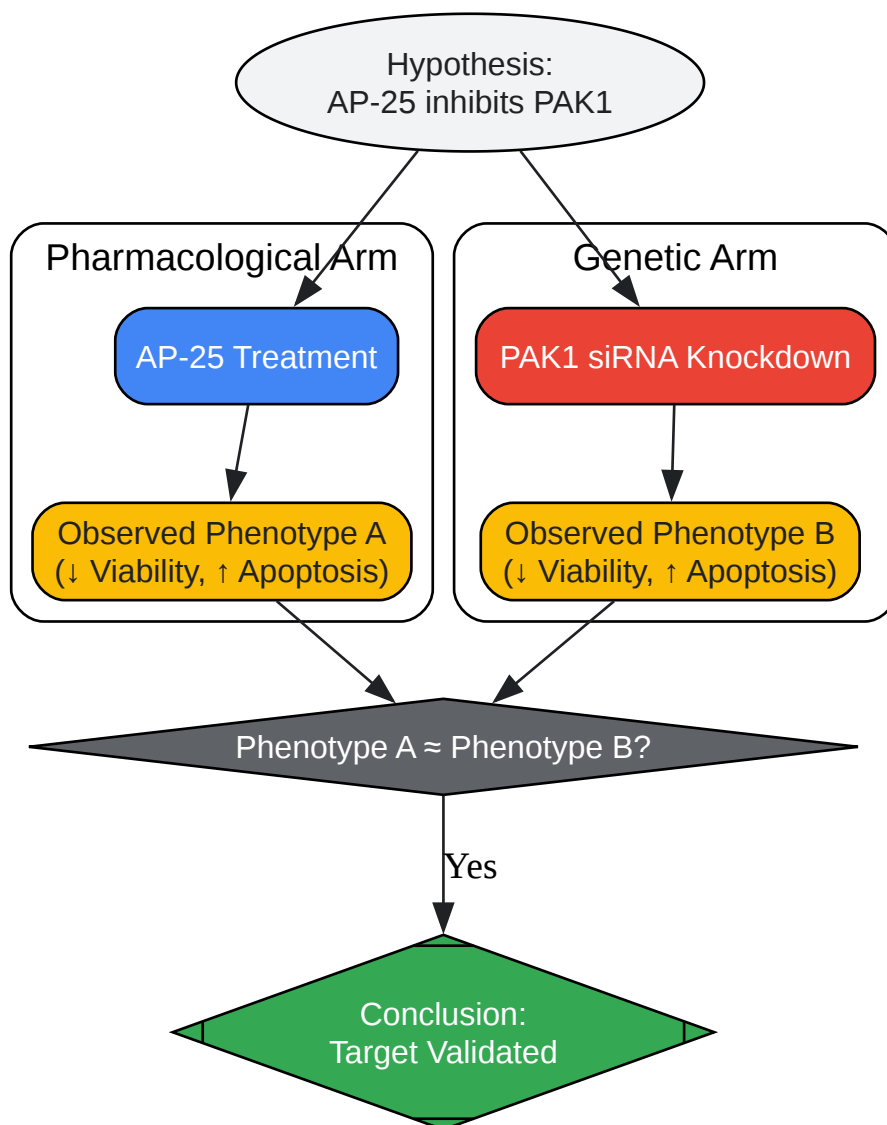 Hypothesis:
AP-25 inhibits PAK1
Pharmacological Arm
Genetic Arm
AP-25 Treatment
PAK1 siRNA Knockdown
Observed Phenotype A
(↓ Viability, ↑ Apoptosis)
Observed Phenotype B
(↓ Viability, ↑ Apoptosis)
Phenotype A ≈ Phenotype B?
Yes
Conclusion:
Target Validated